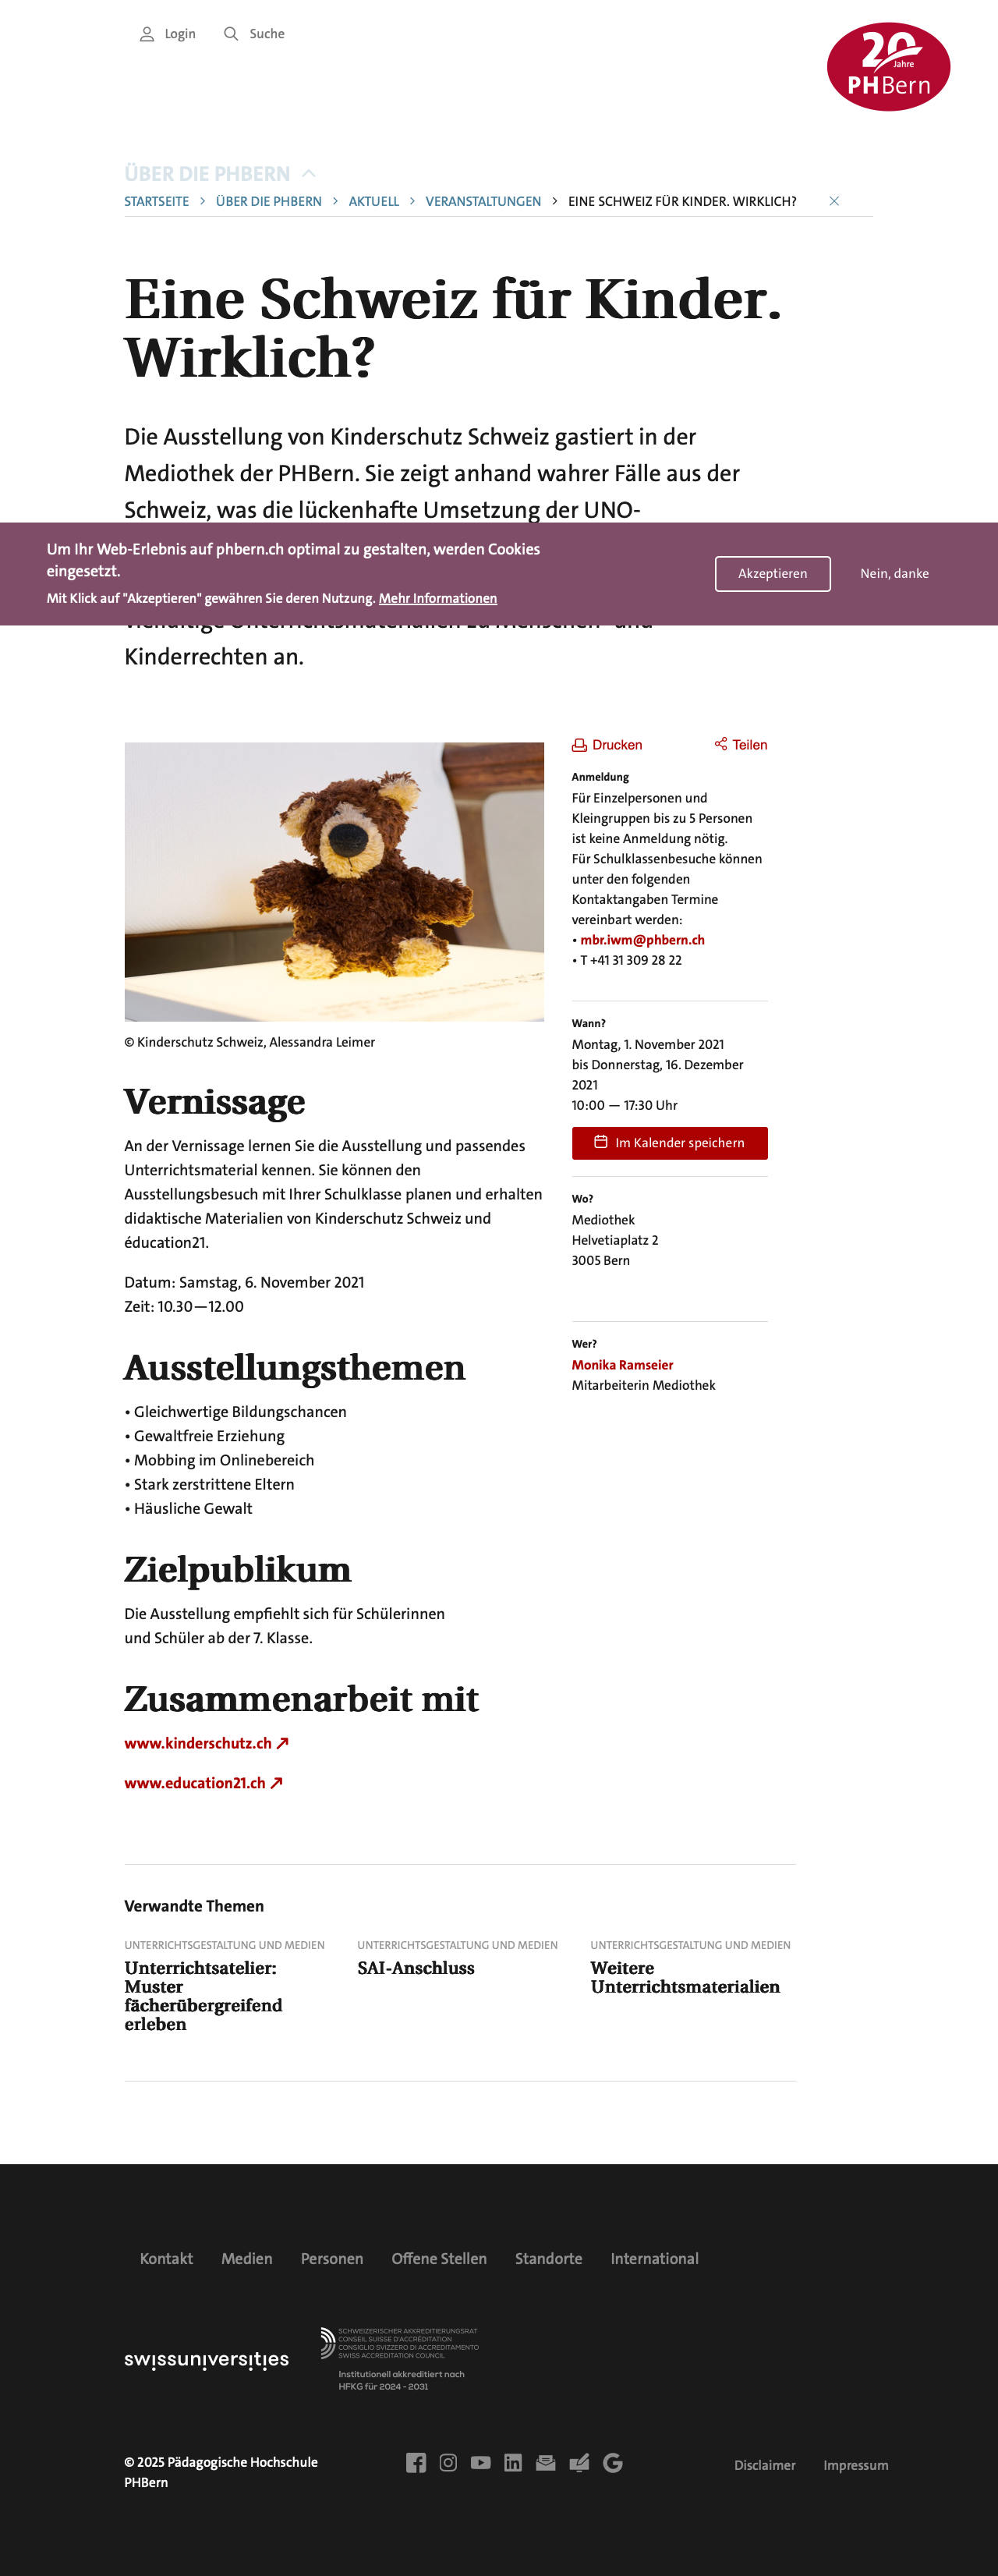 Login
Suche
20
Jahre
PHBern
ÜBER DIE PHBERN
STARTSEITE > ÜBER DIE PHBERN > AKTUELL > VERANSTALTUNGEN > EINE SCHWEIZ FÜR KINDER. WIRKLICH?
Eine Schweiz für Kinder.
Wirklich?
Die Ausstellung von Kinderschutz Schweiz gastiert in der
Mediothek der PHBern. Sie zeigt anhand wahrer Fälle aus der
Schweiz, was die lückenhafte Umsetzung der UNO-
Um Ihr Web-Erlebnis auf phbern.ch optimal zu gestalten, werden Cookies
eingesetzt.
Mit Klick auf "Akzeptieren" gewähren Sie deren Nutzung. Mehr Informationen
Akzeptieren
Nein, danke
vielfältige Unterrichtsmaterialien zu Menschen- und
Kinderrechten an.
© Kinderschutz Schweiz, Alessandra Leimer
Vernissage
An der Vernissage lernen Sie die Ausstellung und passendes
Unterrichtsmaterial kennen. Sie können den
Ausstellungsbesuch mit Ihrer Schulklasse planen und erhalten
didaktische Materialien von Kinderschutz Schweiz und
éducation21.
Datum: Samstag, 6. November 2021
Zeit: 10.30—12.00
Ausstellungsthemen
• Gleichwertige Bildungschancen
• Gewaltfreie Erziehung
• Mobbing im Onlinebereich
• Stark zerstrittene Eltern
• Häusliche Gewalt
Zielpublikum
Die Ausstellung empfiehlt sich für Schülerinnen
und Schüler ab der 7. Klasse.
Zusammenarbeit mit
www.kinderschutz.ch
www.education21.ch
Drucken
Teilen
Anmeldung
Für Einzelpersonen und
Kleingruppen bis zu 5 Personen
ist keine Anmeldung nötig.
Für Schulklassenbesuche können
unter den folgenden
Kontaktangaben Termine
vereinbart werden:
• mbr.iwm@phbern.ch
• T +41 31 309 28 22
Wann?
Montag, 1. November 2021
bis Donnerstag, 16. Dezember
2021
10:00 — 17:30 Uhr
Im Kalender speichern
Wo?
Mediothek
Helvetiaplatz 2
3005 Bern
Wer?
Monika Ramseier
Mitarbeiterin Mediothek
Verwandte Themen
UNTERRICHTSGESTALTUNG UND MEDIEN
Unterrichtsatelier:
Muster
fächerübergreifend
erleben
UNTERRICHTSGESTALTUNG UND MEDIEN
SAI-Anschluss
UNTERRICHTSGESTALTUNG UND MEDIEN
Weitere
Unterrichtsmaterialien
Kontakt
Medien
Personen
Offene Stellen
Standorte
International
swissuniversities
SCHWEIZERISCHER AKKREDITIERUNGSRAT
CONSEIL SUISSE D'ACCRÉDITATION
CONSIGLIO SVIZZERO DI ACCREDITAMENTO
SWISS ACCREDITATION COUNCIL
Institutionell akkreditiert nach
HFKG für 2024 - 2031
© 2025 Pädagogische Hochschule
PHBern
Disclaimer
Impressum